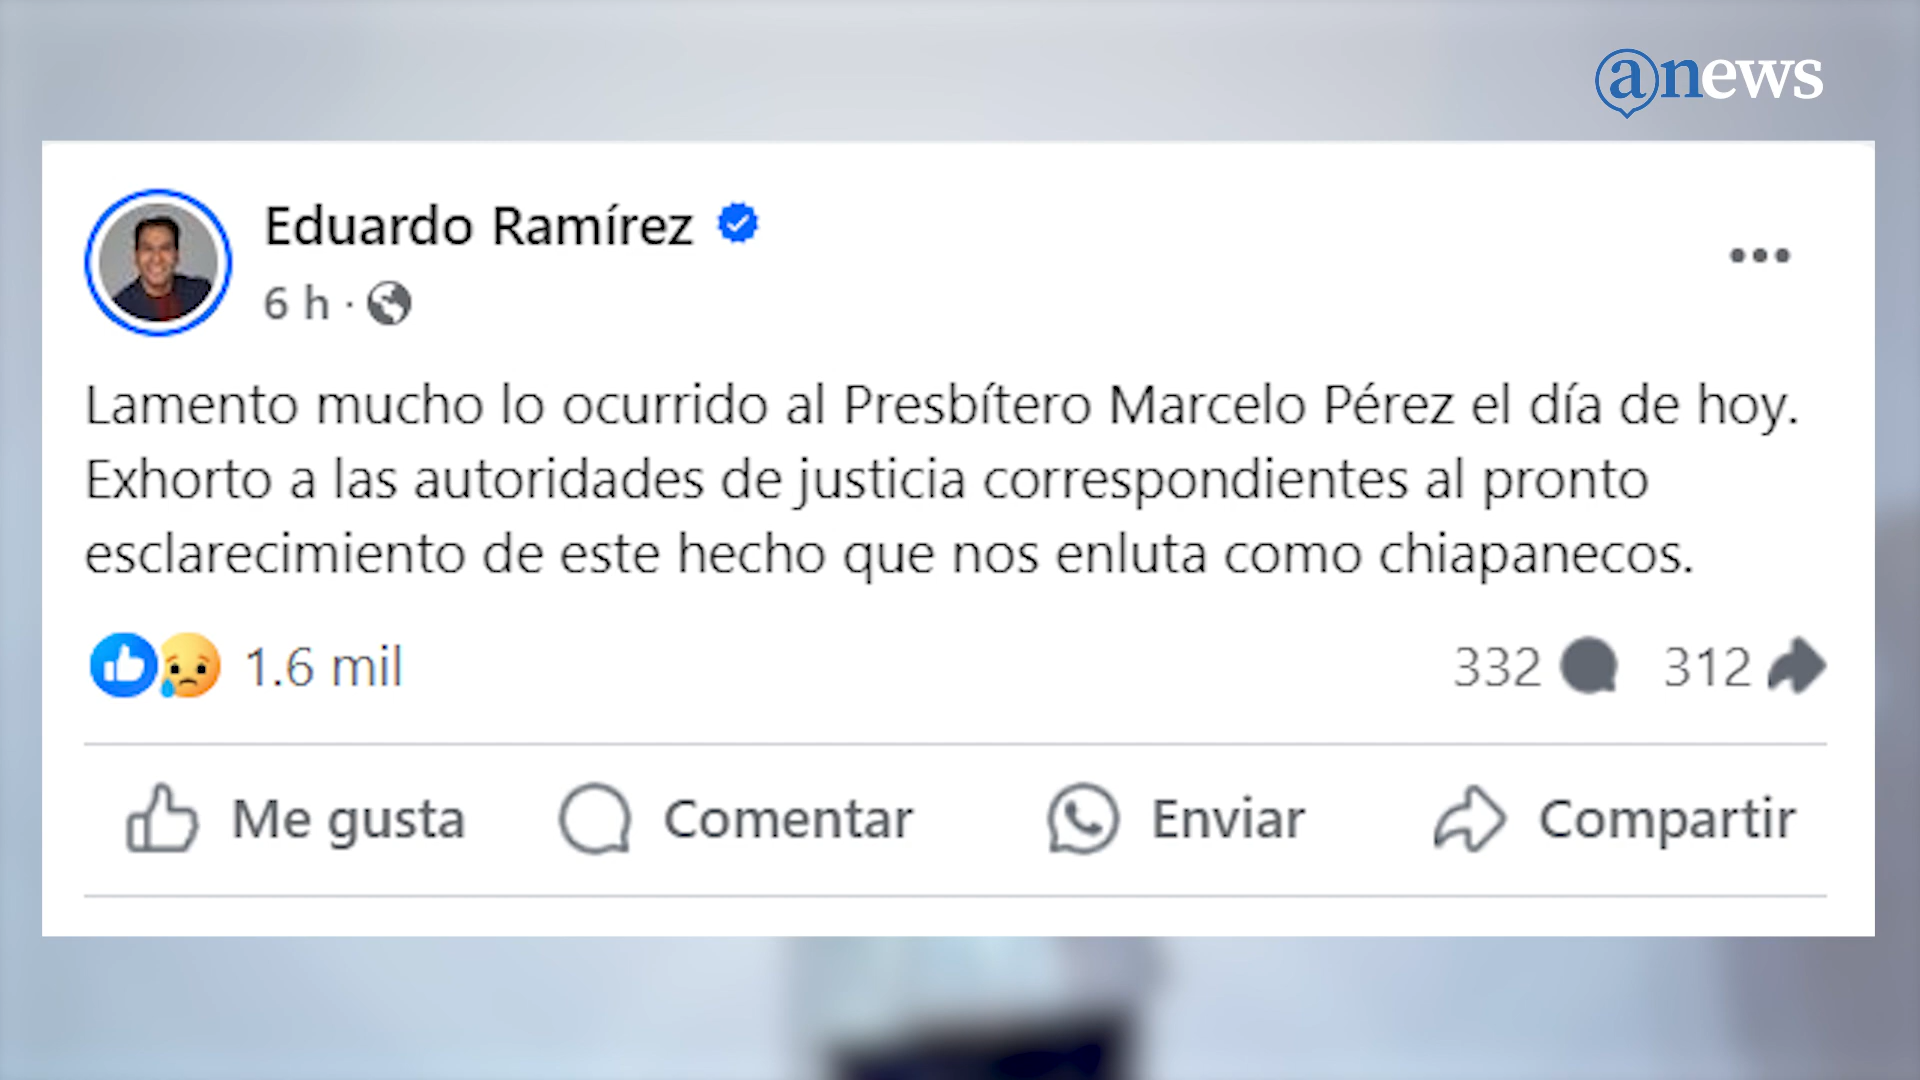 anews
Eduardo Ramírez
6 h ·
Lamento mucho lo ocurrido al Presbítero Marcelo Pérez el día de hoy.
Exhorto a las autoridades de justicia correspondientes al pronto
esclarecimiento de este hecho que nos enluta como chiapanecos.
1.6 mil 332 312
Me gusta Comentar Enviar Compartir